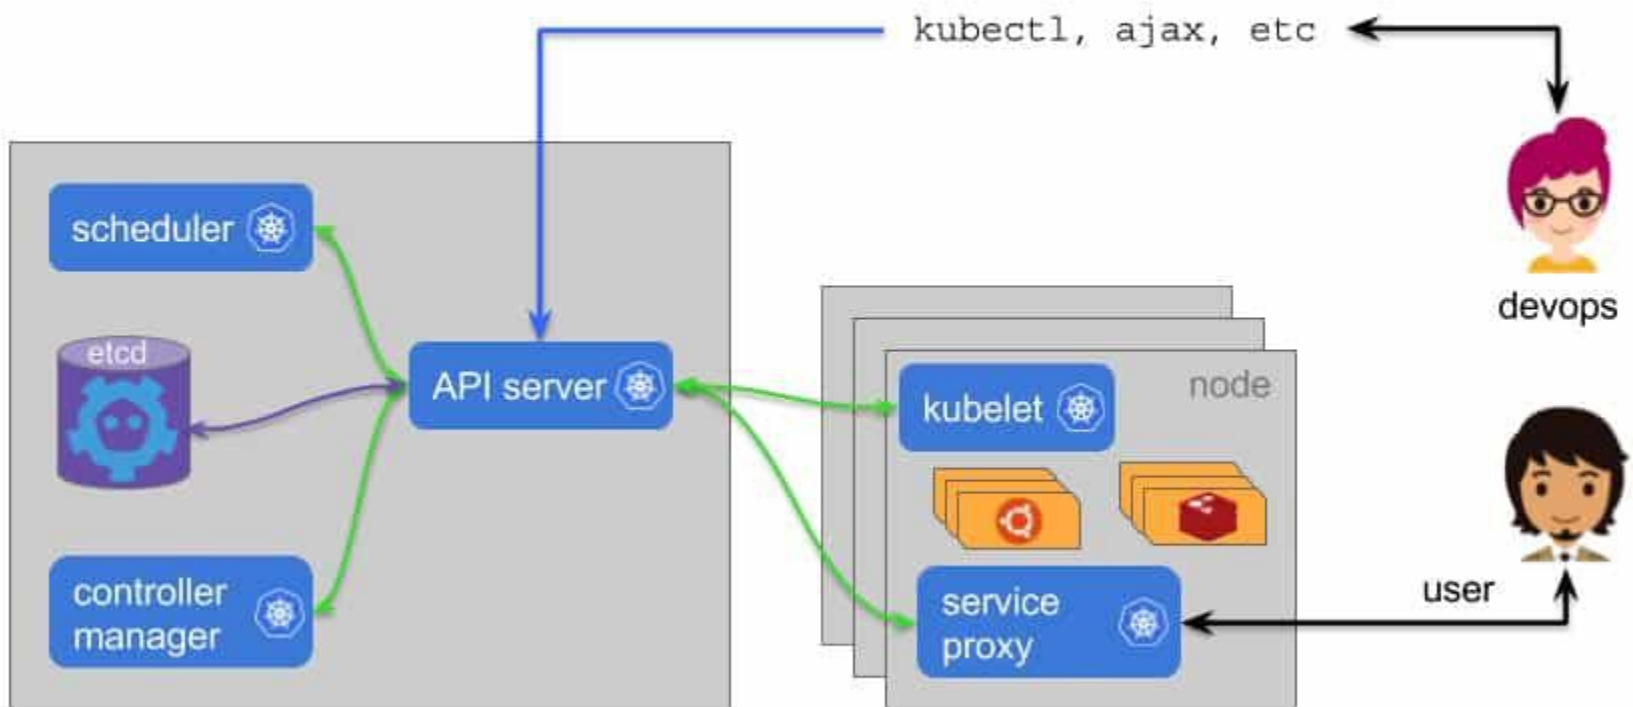 kubectl, ajax, etc
scheduler
devops
etcd
API server
kubelet
node
controller
manager
service
proxy
user